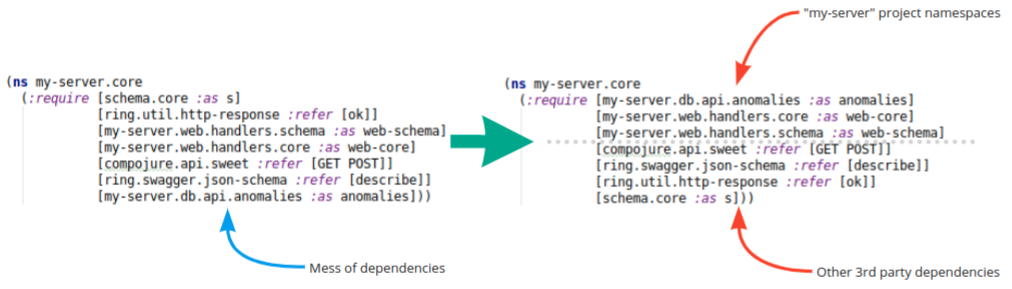 "my-server" project namespaces
(ns my-server.core
(:require [schema.core :as s]
[ring.util.http-response :refer [ok]]
[my-server.web.handlers.schema :as web-schema]
[my-server.web.handlers.core :as web-core]
[compojure.api.sweet :refer [GET POST]]
[ring.swagger.json-schema :refer [describe]]
[my-server.db.api.anomalies :as anomalies]))
Mess of dependencies
(ns my-server.core
(:require [my-server.db.api.anomalies :as anomalies]
[my-server.web.handlers.core :as web-core]
[my-server.web.handlers.schema :as web-schema]
[compojure.api.sweet :refer [GET POST]]
[ring.swagger.json-schema :refer [describe]]
[ring.util.http-response :refer [ok]]
[schema.core :as s]))
Other 3rd party dependencies